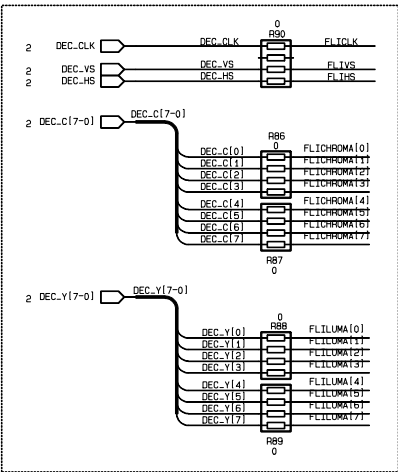 0
R90
2 DEC_CLK DEC_CLK FLICLK
2 DEC_VS DEC_VS FLIVS
2 DEC_HS DEC_HS FLIHS
2 DEC_C[7-0] DEC_C[7-0]
R86
0
DEC_C[0] FLICHROMA[0]
DEC_C[1] FLICHROMA[1]
DEC_C[2] FLICHROMA[2]
DEC_C[3] FLICHROMA[3]
DEC_C[4] FLICHROMA[4]
DEC_C[5] FLICHROMA[5]
DEC_C[6] FLICHROMA[6]
DEC_C[7] FLICHROMA[7]
R87
0
2 DEC_Y[7-0] DEC_Y[7-0]
0
R88
DEC_Y[0] FLILUMA[0]
DEC_Y[1] FLILUMA[1]
DEC_Y[2] FLILUMA[2]
DEC_Y[3] FLILUMA[3]
DEC_Y[4] FLILUMA[4]
DEC_Y[5] FLILUMA[5]
DEC_Y[6] FLILUMA[6]
DEC_Y[7] FLILUMA[7]
R89
0